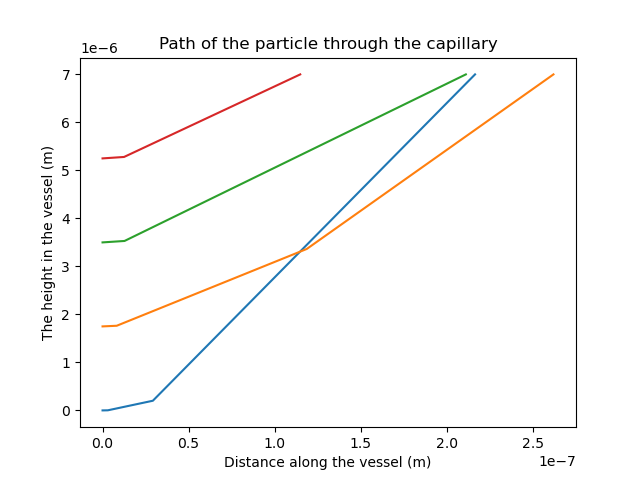 Path of the particle through the capillary
1e−6
7
6
5
4
3
2
1
0
The height in the vessel (m)
0.0 0.5 1.0 1.5 2.0 2.5
Distance along the vessel (m)
1e−7